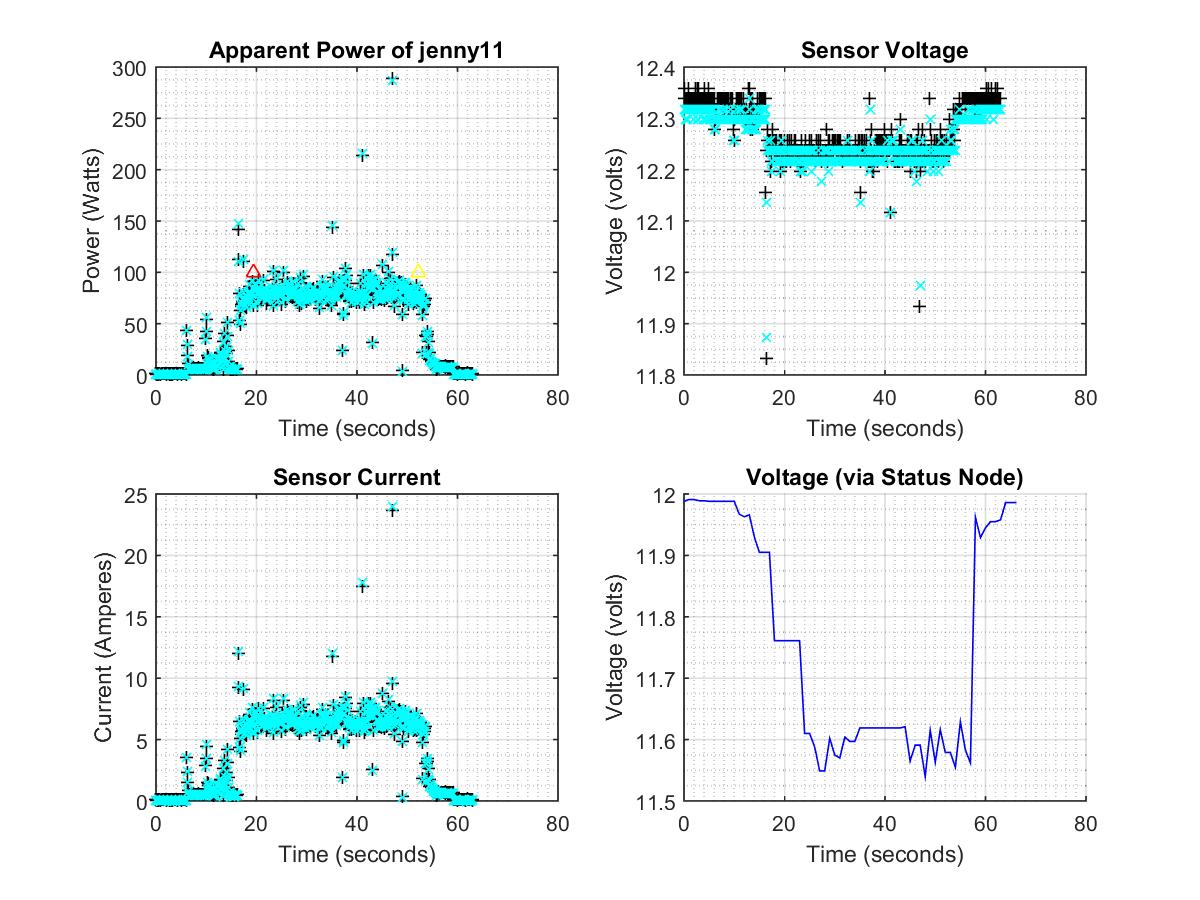 Apparent Power of jenny11
300
250
200
150
100
50
0
Power (Watts)
0 20 40 60 80
Time (seconds)
Sensor Voltage
12.4
12.3
12.2
12.1
12
11.9
11.8
Voltage (volts)
0 20 40 60 80
Time (seconds)
Sensor Current
25
20
15
10
5
0
Current (Amperes)
0 20 40 60 80
Time (seconds)
Voltage (via Status Node)
12
11.9
11.8
11.7
11.6
11.5
Voltage (volts)
0 20 40 60 80
Time (seconds)